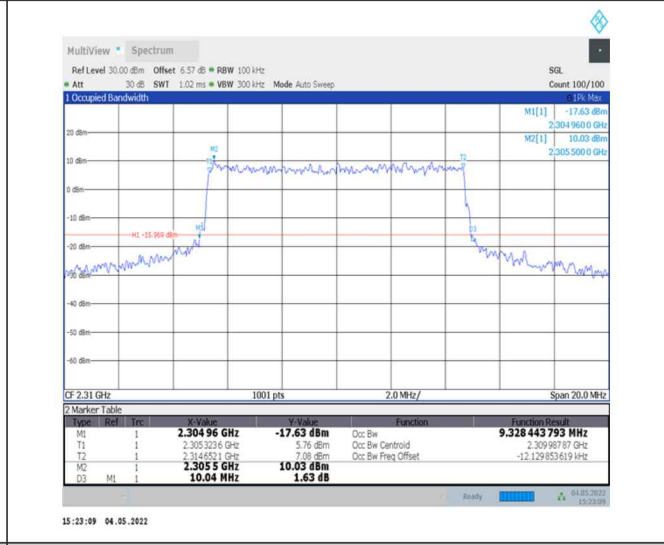 MultiView Spectrum
Ref Level 30.00 dBm Offset 6.57 dB RBW 100 kHz SGL
Att 30 dB SWT 1.02 ms VBW 300 kHz Mode Auto Sweep Count 100/100
1 Occupied Bandwidth 1Pk Max
M1[1] -17.63 dBm
2.304 960 0 GHz
M2[1] 10.03 dBm
2.305 500 0 GHz
20 dBm
M2
10 dBm
T1 T2
0 dBm
-10 dBm
M1 D3
H1 -15.969 dBm
-20 dBm
-30 dBm
-40 dBm
-50 dBm
-60 dBm
CF 2.31 GHz 1001 pts 2.0 MHz/ Span 20.0 MHz
2 Marker Table
Type Ref Trc X-Value Y-Value Function Function Result
M1 1 2.304 96 GHz -17.63 dBm Occ Bw 9.328 443 793 MHz
T1 1 2.305 323 6 GHz 5.76 dBm Occ Bw Centroid 2.309 987 87 GHz
T2 1 2.314 652 1 GHz 7.08 dBm Occ Bw Freq Offset -12.129 853 619 kHz
M2 1 2.305 5 GHz 10.03 dBm
D3 M1 1 10.04 MHz 1.63 dB
Ready 04.05.2022
15:23:09
15:23:09 04.05.2022